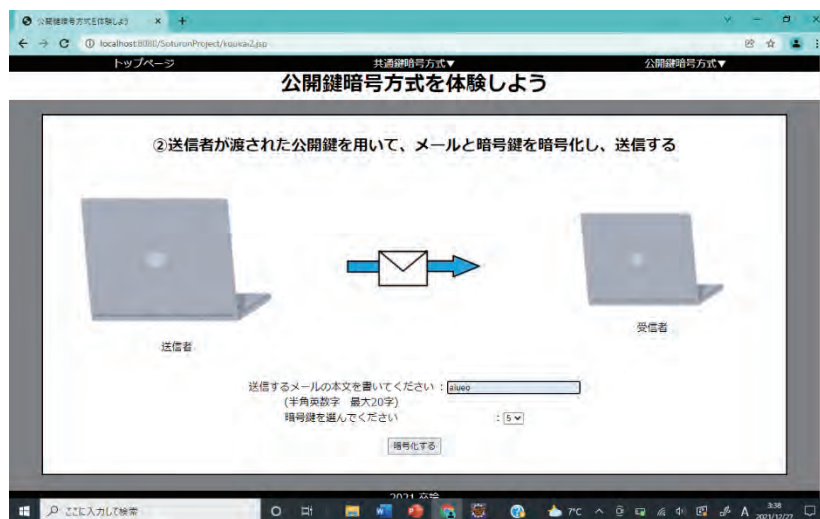 公開鍵暗号方式を体験しよう
localhost:8080/SoturonProject/koukai2.jsp
トップページ
共通鍵暗号方式▼
公開鍵暗号方式▼
公開鍵暗号方式を体験しよう
②送信者が渡された公開鍵を用いて、メールと暗号鍵を暗号化し、送信する
送信者
受信者
送信するメールの本文を書いてください：aiueo
(半角英数字　最大20字)
暗号鍵を選んでください　：5
暗号化する
2021 卒論
ここに入力して検索
7℃
A
3:38
2021/12/27